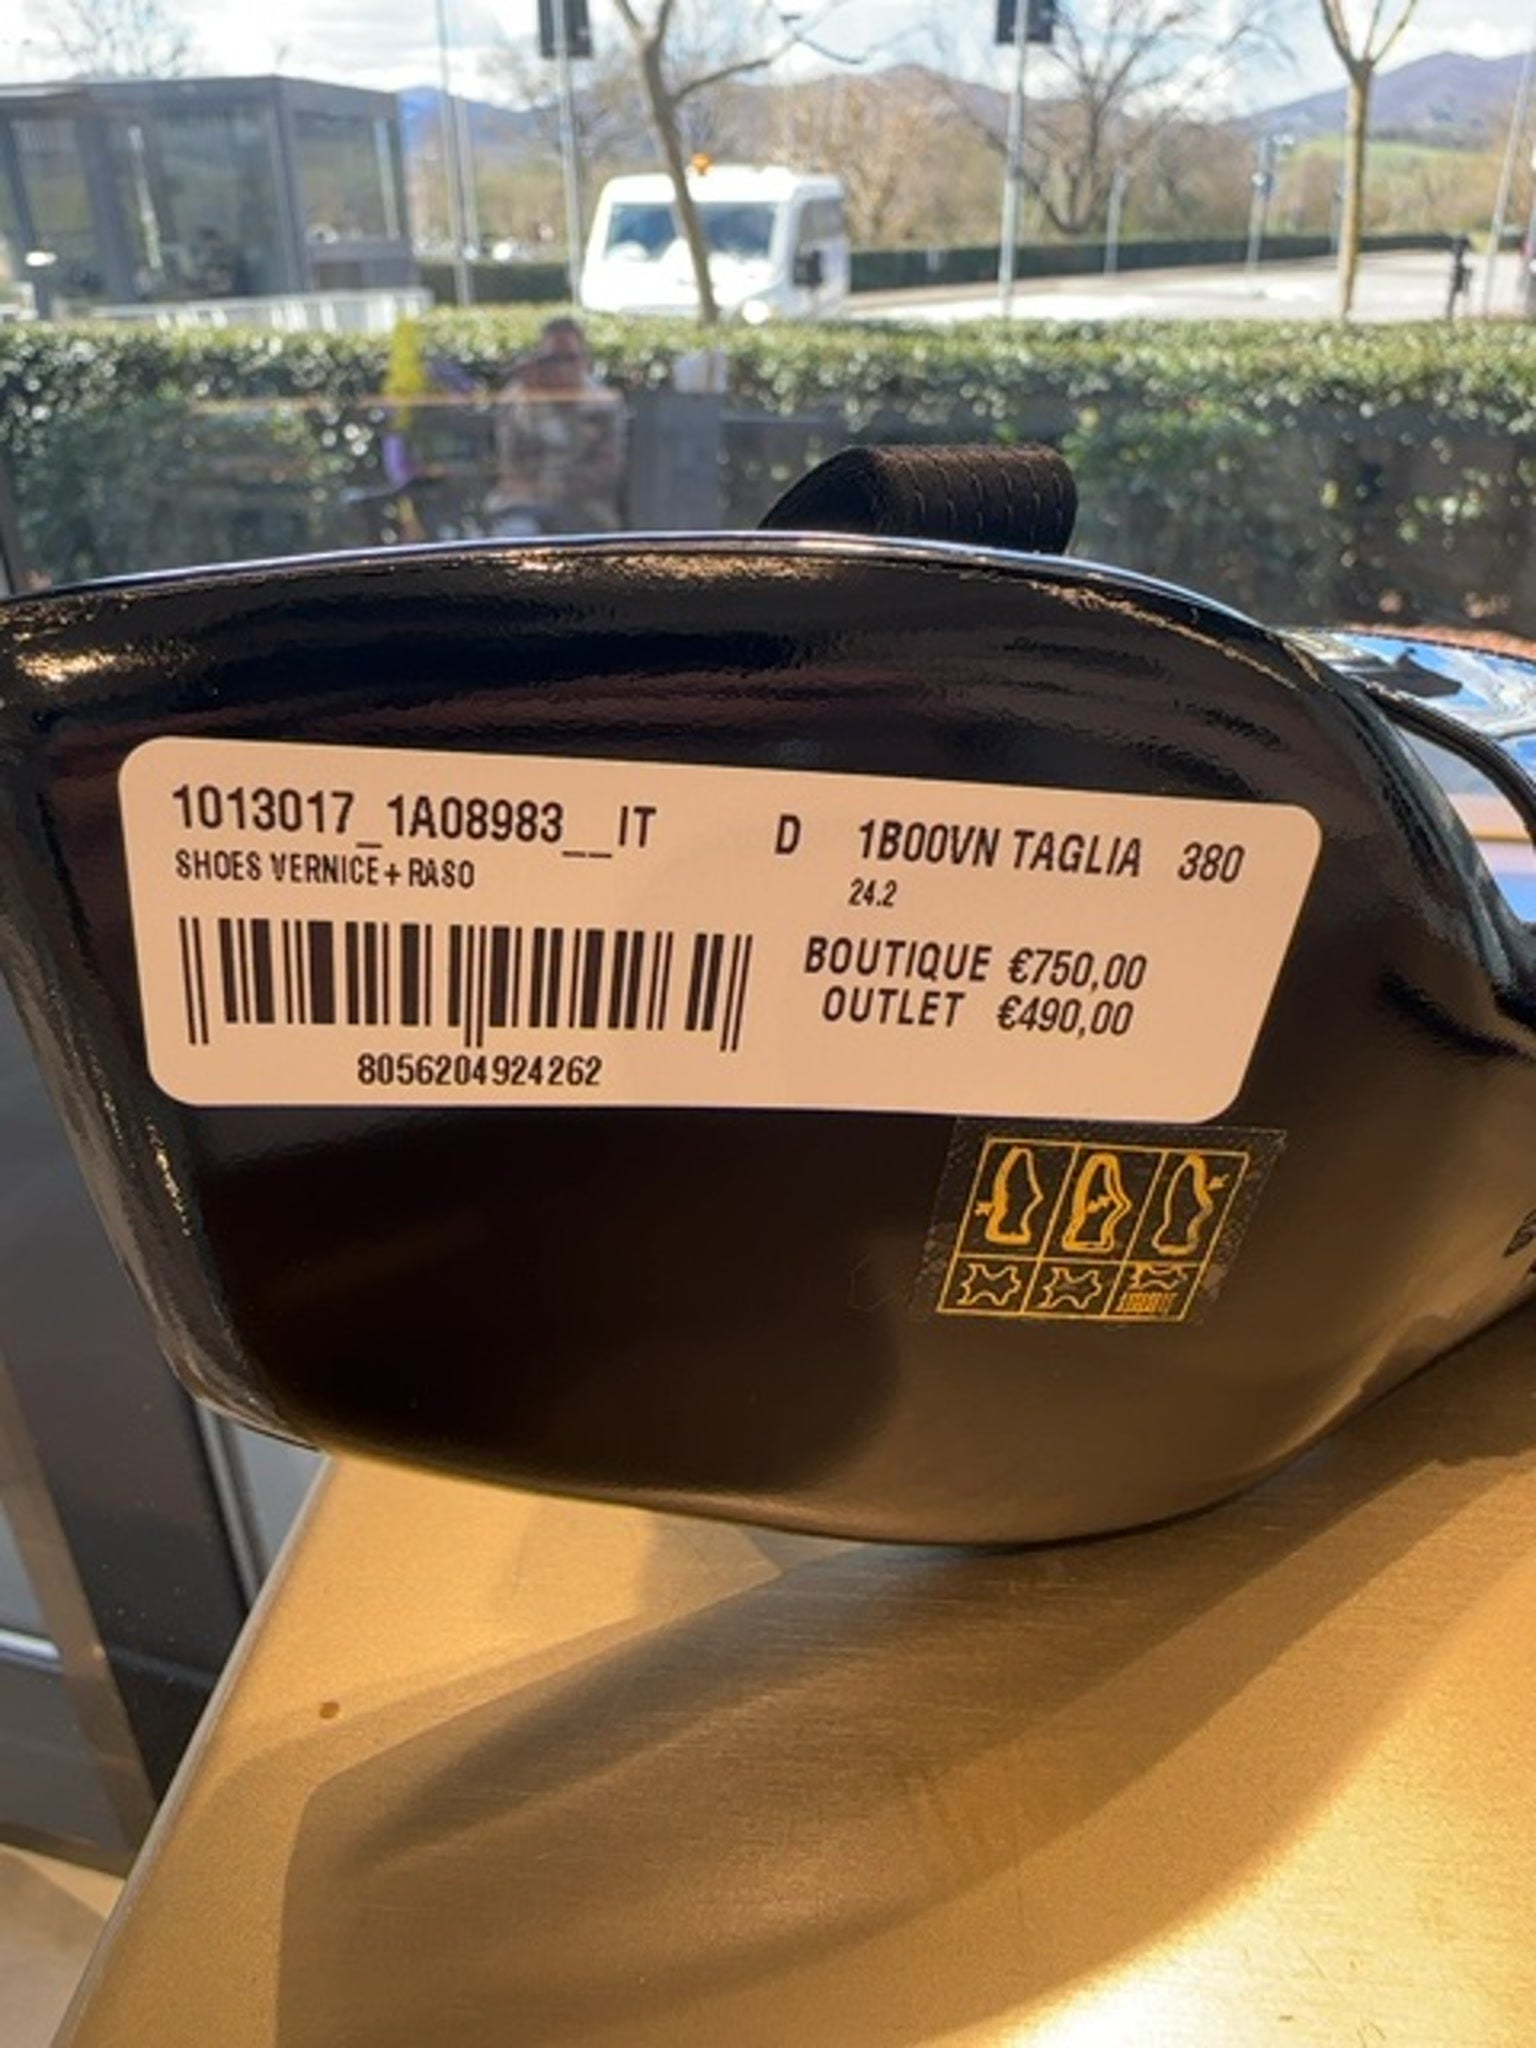 1013017_1A08983__IT D 1B00VN TAGLIA 380
SHOES VERNICE+RASO 24.2
BOUTIQUE €750,00
OUTLET €490,00
8056204924262